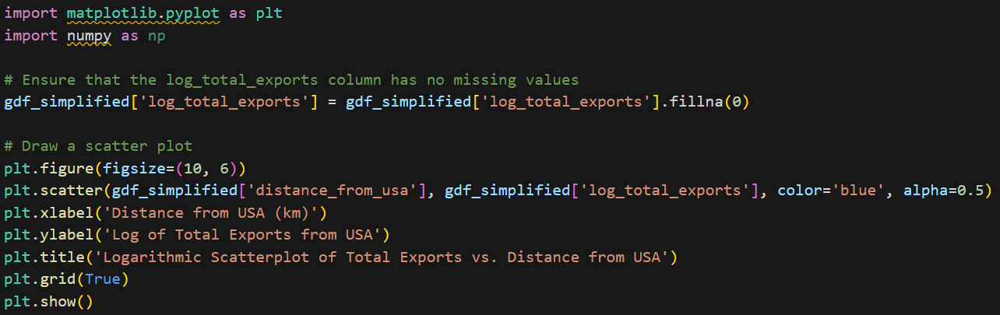 import matplotlib.pyplot as plt
import numpy as np
# Ensure that the log_total_exports column has no missing values
gdf_simplified['log_total_exports'] = gdf_simplified['log_total_exports'].fillna(0)
# Draw a scatter plot
plt.figure(figsize=(10, 6))
plt.scatter(gdf_simplified['distance_from_usa'], gdf_simplified['log_total_exports'], color='blue', alpha=0.5)
plt.xlabel('Distance from USA (km)')
plt.ylabel('Log of Total Exports from USA')
plt.title('Logarithmic Scatterplot of Total Exports vs. Distance from USA')
plt.grid(True)
plt.show()